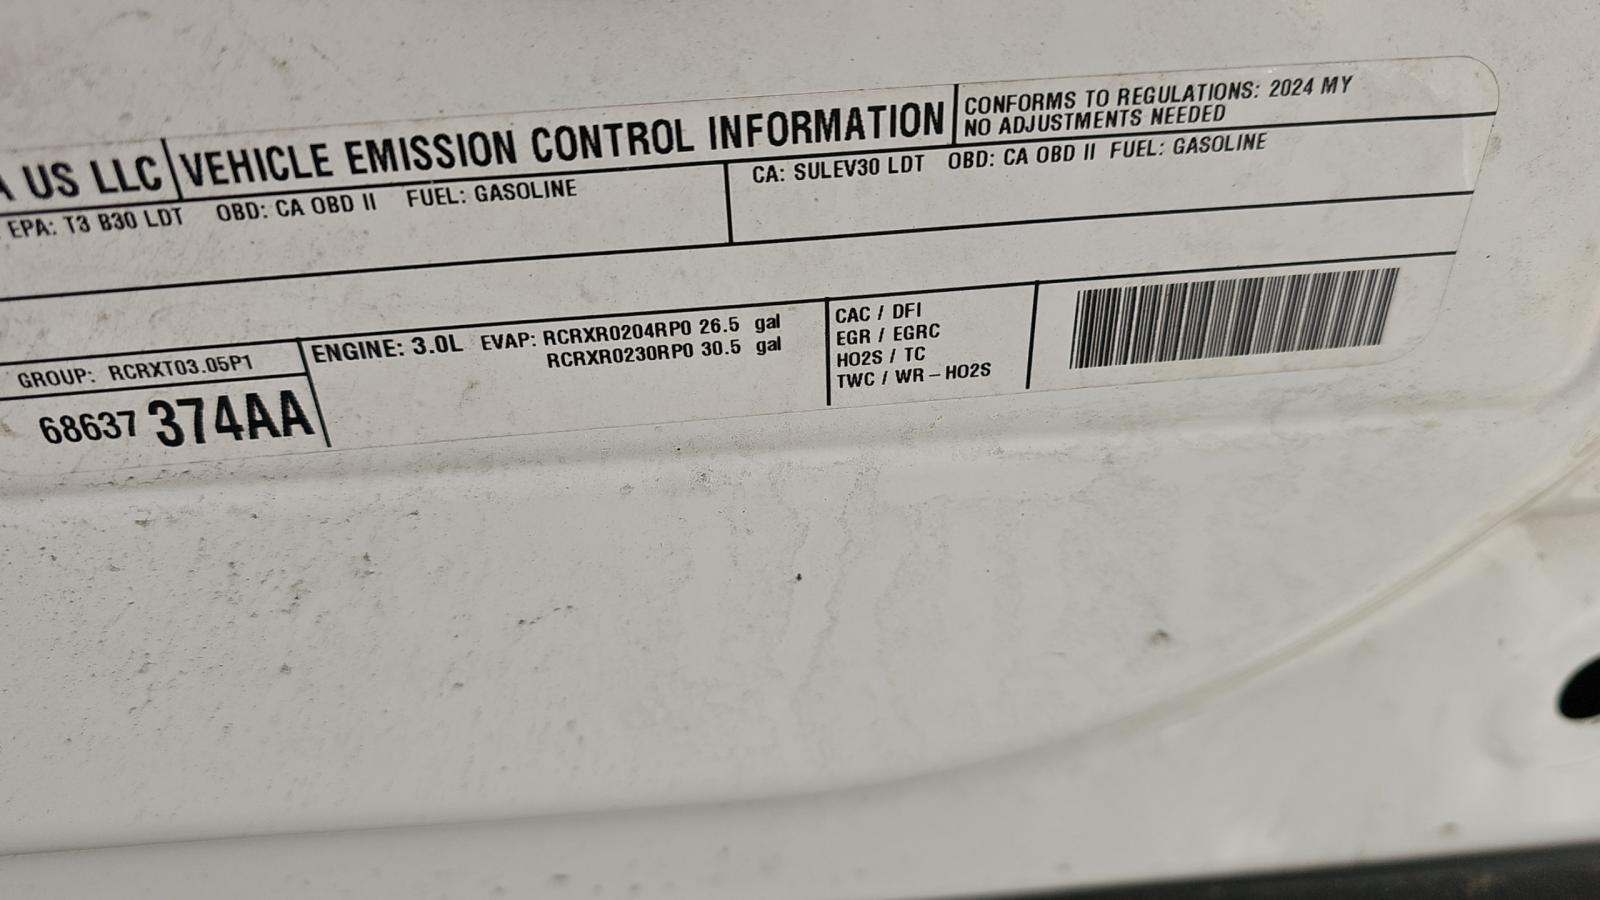 US LLC VEHICLE EMISSION CONTROL INFORMATION
CONFORMS TO REGULATIONS: 2024 MY
NO ADJUSTMENTS NEEDED
EPA: T3 B30 LDT OBD: CA OBD II FUEL: GASOLINE
CA: SULEV30 LDT OBD: CA OBD II FUEL: GASOLINE
GROUP: RCRXT03.05P1
68637 374AA
ENGINE: 3.0L EVAP: RCRXR0204RP0 26.5 gal
RCRXR0230RP0 30.5 gal
CAC / DFI
EGR / EGRC
HO2S / TC
TWC / WR – HO2S